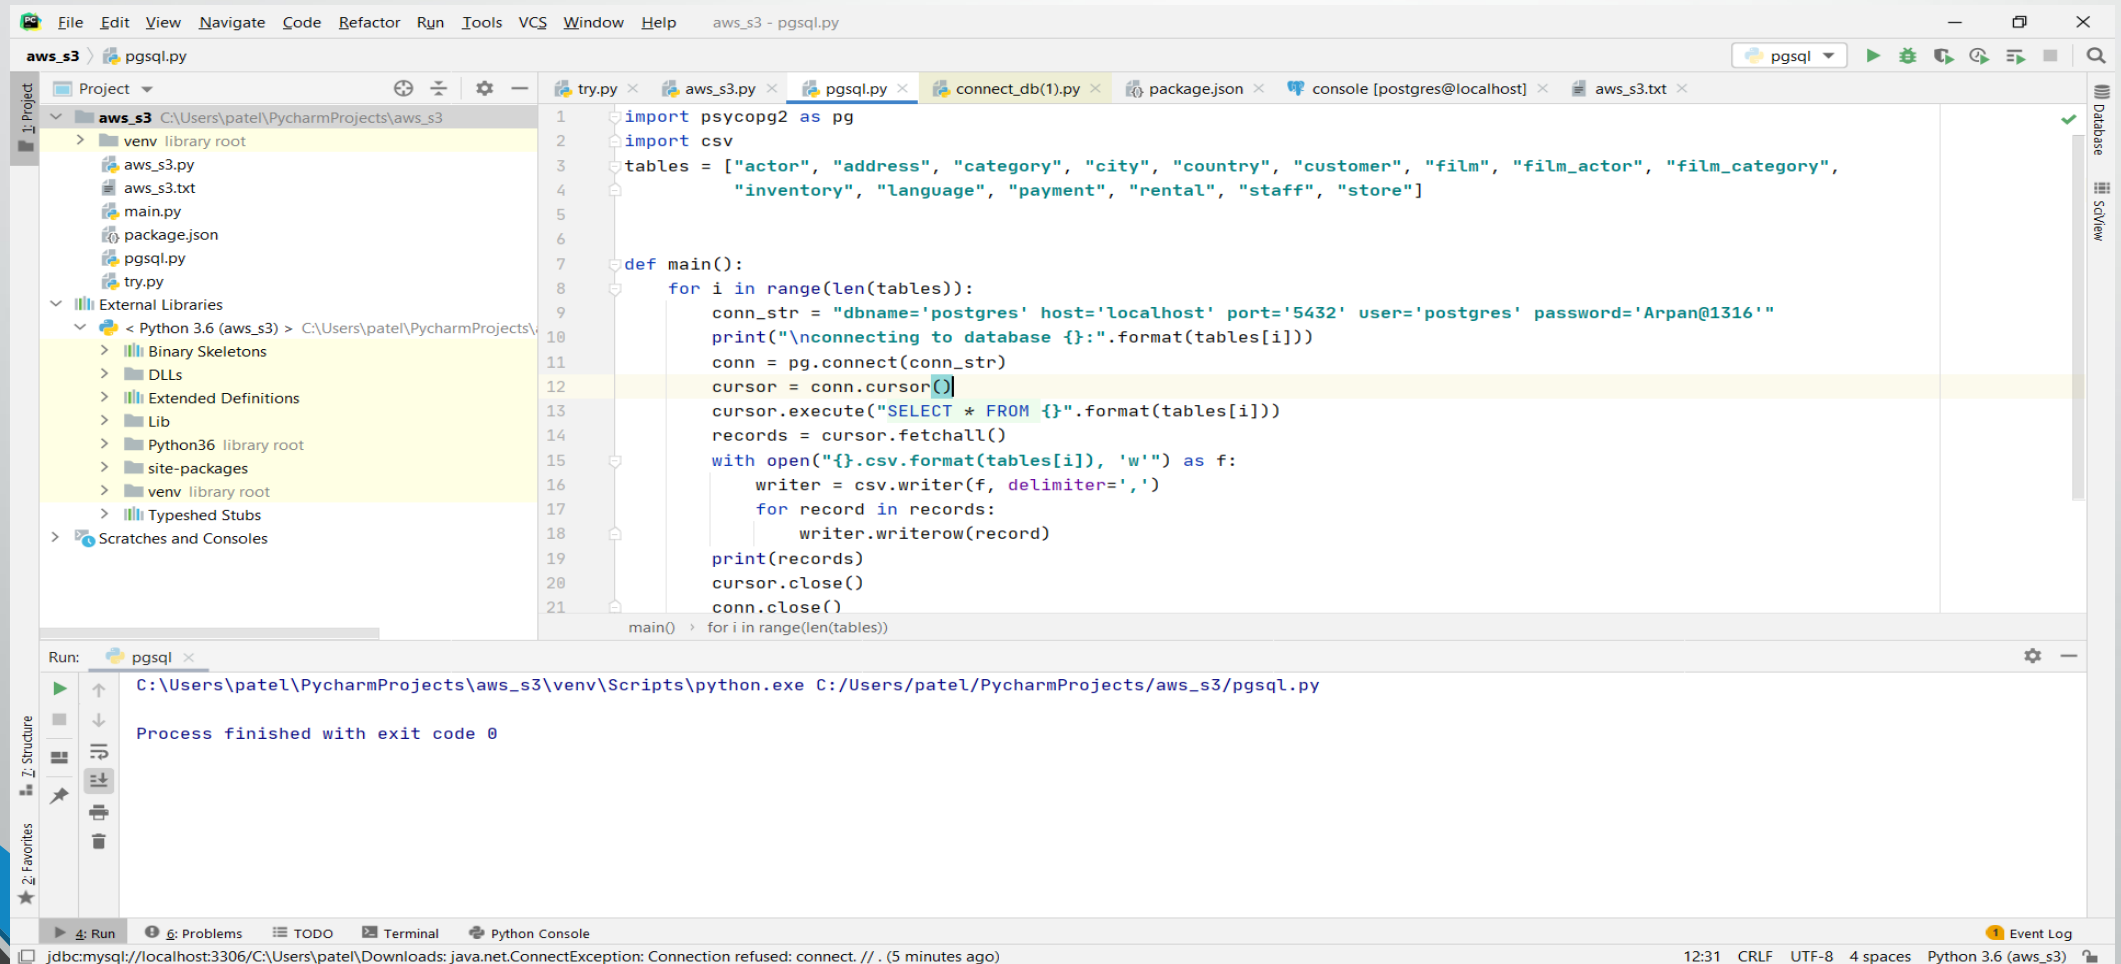 File Edit View Navigate Code Refactor Run Tools VCS Window Help aws_s3 - pgsql.py
aws_s3 pgsql.py pgsql
Project
try.py aws_s3.py pgsql.py connect_db(1).py package.json console [postgres@localhost] aws_s3.txt
1: Project
aws_s3 C:\Users\patel\PycharmProjects\aws_s3
venv library root
aws_s3.py
aws_s3.txt
main.py
package.json
pgsql.py
try.py
External Libraries
< Python 3.6 (aws_s3) > C:\Users\patel\PycharmProjects\
Binary Skeletons
DLLs
Extended Definitions
Lib
Python36 library root
site-packages
venv library root
Typeshed Stubs
Scratches and Consoles
1 import psycopg2 as pg
2 import csv
3 tables = ["actor", "address", "category", "city", "country", "customer", "film", "film_actor", "film_category",
4 "inventory", "language", "payment", "rental", "staff", "store"]
5
6
7 def main():
8 for i in range(len(tables)):
9 conn_str = "dbname='postgres' host='localhost' port='5432' user='postgres' password='Arpan@1316'"
10 print("\nconnecting to database {}:".format(tables[i]))
11 conn = pg.connect(conn_str)
12 cursor = conn.cursor()
13 cursor.execute("SELECT * FROM {}".format(tables[i]))
14 records = cursor.fetchall()
15 with open("{}.csv.format(tables[i]), 'w'") as f:
16 writer = csv.writer(f, delimiter=',')
17 for record in records:
18 writer.writerow(record)
19 print(records)
20 cursor.close()
21 conn.close()
main() › for i in range(len(tables))
Database
SciView
Run: pgsql
C:\Users\patel\PycharmProjects\aws_s3\venv\Scripts\python.exe C:/Users/patel/PycharmProjects/aws_s3/pgsql.py
Process finished with exit code 0
7: Structure
2: Favorites
4: Run 6: Problems TODO Terminal Python Console 1 Event Log
jdbc:mysql://localhost:3306/C:\Users\patel\Downloads: java.net.ConnectException: Connection refused: connect. // . (5 minutes ago) 12:31 CRLF UTF-8 4 spaces Python 3.6 (aws_s3)